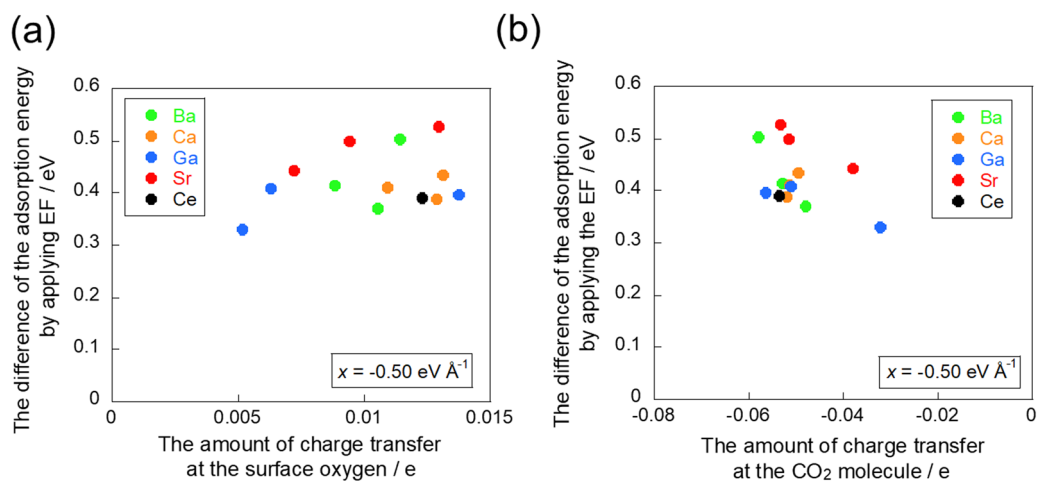 (a)
The difference of the adsorption energy
by applying EF / eV
0.6
0.5
0.4
0.3
0.2
0.1
0
Ba
Ca
Ga
Sr
Ce
x = -0.50 eV Å-1
0
0.005
0.01
0.015
The amount of charge transfer
at the surface oxygen / e
(b)
The difference of the adsorption energy
by applying the EF / eV
0.6
0.5
0.4
0.3
0.2
0.1
0
Ba
Ca
Ga
Sr
Ce
x = -0.50 eV Å-1
-0.08
-0.06
-0.04
-0.02
0
The amount of charge transfer
at the CO2 molecule / e